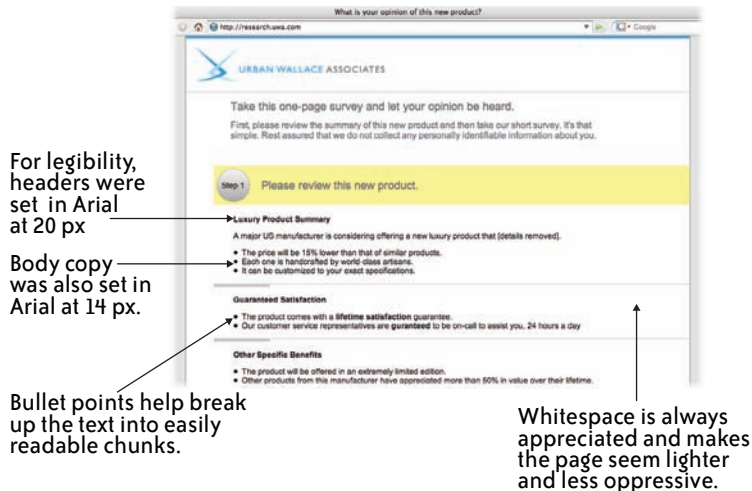 What is your opinion of this new product?
http://research.uwa.com
Google
URBAN WALLACE ASSOCIATES
Take this one-page survey and let your opinion be heard.
First, please review the summary of this new product and then take our short survey. It's that
simple. Rest assured that we do not collect any personally identifiable information about you.
Step 1
Please review this new product.
Luxury Product Summary
A major US manufacturer is considering offering a new luxury product that [details removed].
• The price will be 15% lower than that of similar products.
• Each one is handcrafted by world-class artisans.
• It can be customized to your exact specifications.
Guaranteed Satisfaction
• The product comes with a lifetime satisfaction guarantee.
• Our customer service representatives are guranteed to be on-call to assist you, 24 hours a day
Other Specific Benefits
• The product will be offered in an extremely limited edition.
• Other products from this manufacturer have appreciated more than 50% in value over their lifetime.
For legibility,
headers were
set in Arial
at 20 px
Body copy
was also set in
Arial at 14 px.
Bullet points help break
up the text into easily
readable chunks.
Whitespace is always
appreciated and makes
the page seem lighter
and less oppressive.